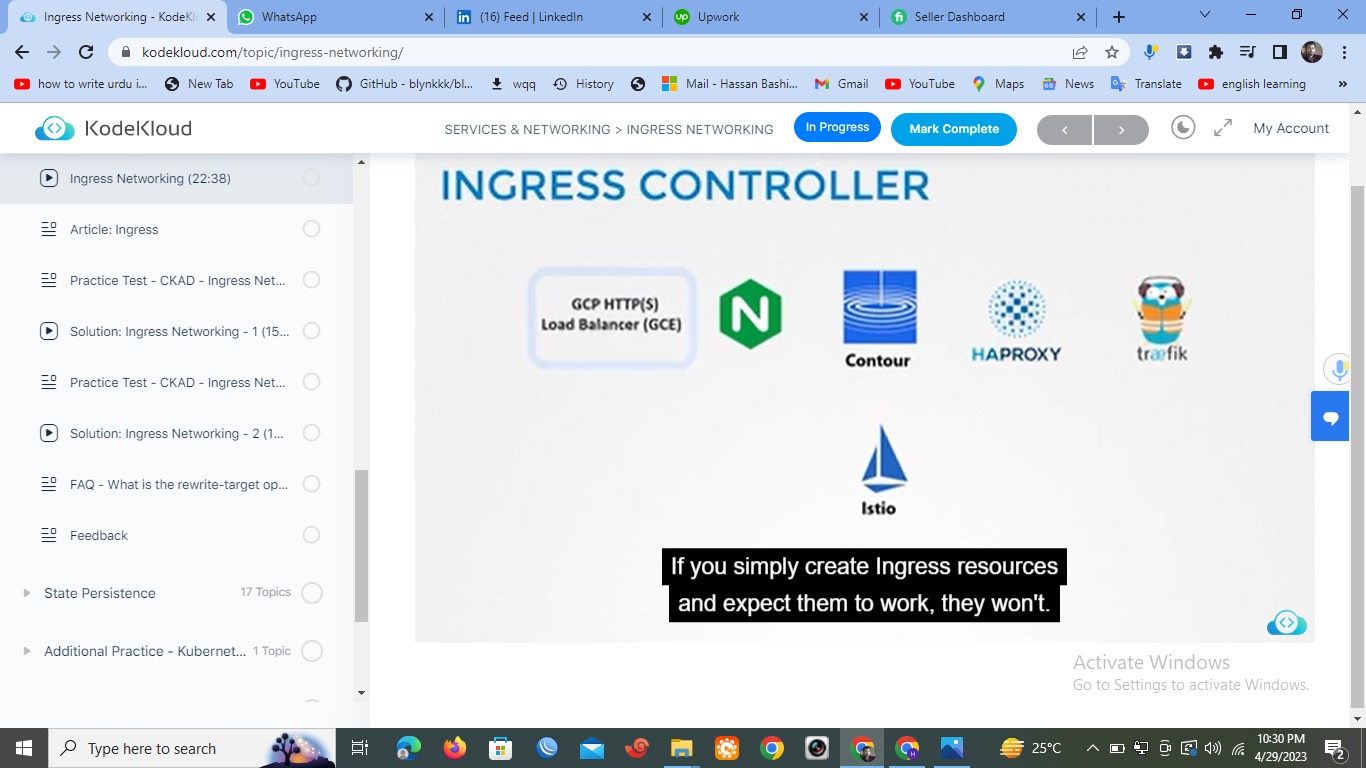 Ingress Networking - KodeKl
WhatsApp
(16) Feed | LinkedIn
Upwork
Seller Dashboard
kodekloud.com/topic/ingress-networking/
how to write urdu i...
New Tab
YouTube
GitHub - blynkkk/bl...
wqq
History
Mail - Hassan Bashi...
Gmail
YouTube
Maps
News
Translate
english learning
»
KodeKloud
SERVICES & NETWORKING > INGRESS NETWORKING
In Progress
Mark Complete
My Account
Ingress Networking (22:38)
Article: Ingress
Practice Test - CKAD - Ingress Net...
Solution: Ingress Networking - 1 (15...
Practice Test - CKAD - Ingress Net...
Solution: Ingress Networking - 2 (1...
FAQ - What is the rewrite-target op...
Feedback
State Persistence 17 Topics
Additional Practice - Kubernet... 1 Topic
INGRESS CONTROLLER
GCP HTTP(S)
Load Balancer (GCE)
N
Contour
HAPROXY
træfik
Istio
If you simply create Ingress resources
and expect them to work, they won't.
Activate Windows
Go to Settings to activate Windows.
Type here to search
25°C
10:30 PM
4/29/2023
2